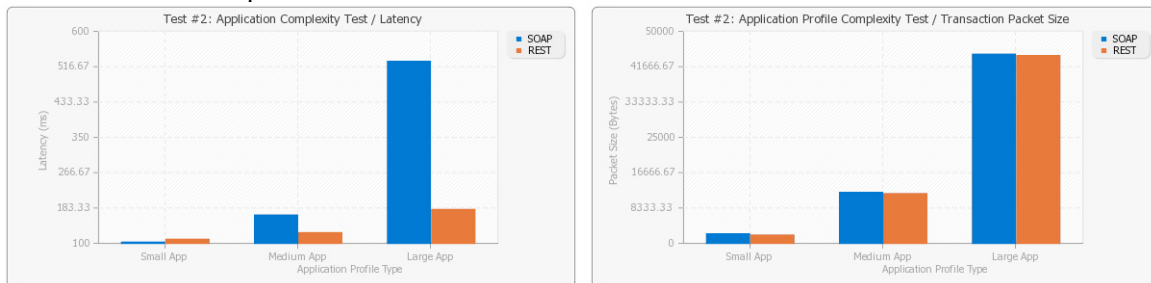 Test #2: Application Complexity Test / Latency
600
516.67
433.33
350
266.67
183.33
100
Latency (ms)
Small App
Medium App
Large App
Application Profile Type
SOAP
REST
Test #2: Application Profile Complexity Test / Transaction Packet Size
50000
41666.67
33333.33
25000
16666.67
8333.33
0
Packet Size (Bytes)
Small App
Medium App
Large App
Application Profile Type
SOAP
REST